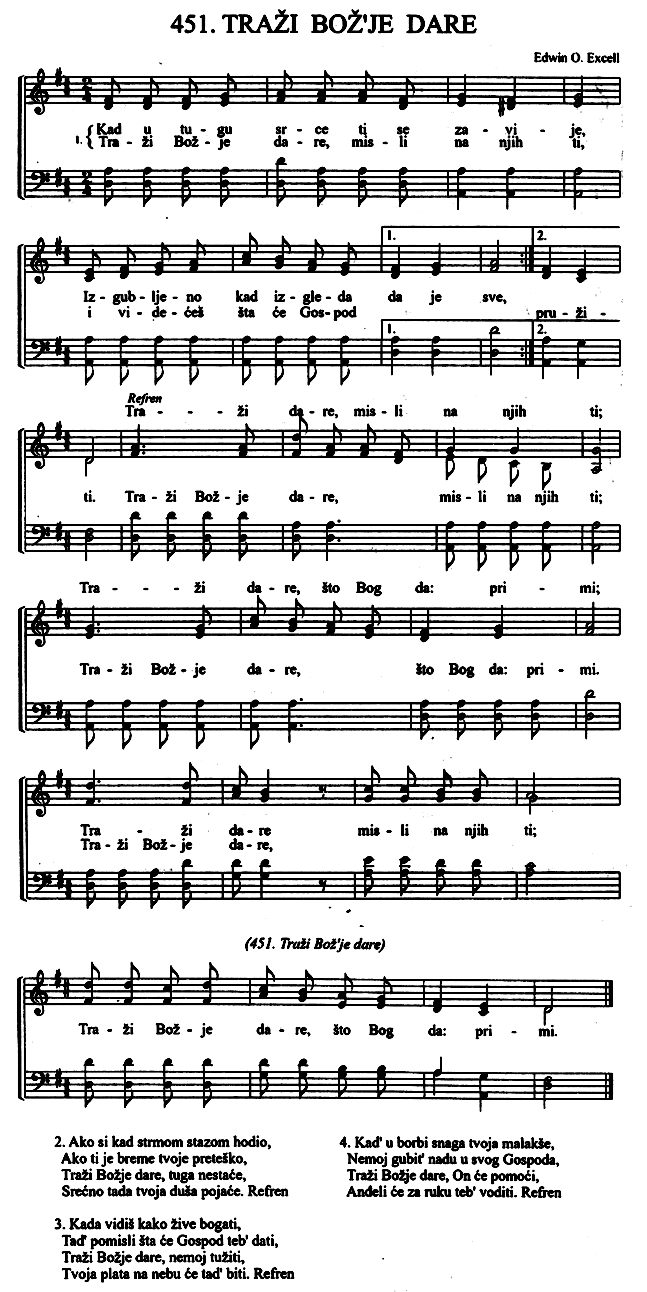 451. TRAŽI BOŽ'JE DARE
Edwin O. Excell
1. { Kad u tu - gu sr - ce ti se za - vi - je,
Tra - ži Bož - je da - re, mis - li na njih ti,
1. 2.
Iz - gub - lje - no kad iz - gle - da da je sve,
i vi - de - ćeš šta će Gos - pod pru - ži -
1. 2.
Refren
Tra - - - ži da - re, mis - li na njih ti;
ti. Tra - ži Bož - je da - re, mis - li na njih ti;
Tra - - - ži da - re, što Bog da: pri - mi;
Tra - ži Bož - je da - re, što Bog da: pri - mi.
Tra - ži da - re mis - li na njih ti;
Tra - ži Bož - je da - re,
(451. Traži Bož'je dare)
Tra - ži Bož - je da - re, što Bog da: pri - mi.
2. Ako si kad strmom stazom hodio,
Ako ti je breme tvoje preteško,
Traži Božje dare, tuga nestaće,
Srećno tada tvoja duša pojaće. Refren
3. Kada vidiš kako žive bogati,
Tad' pomisli šta će Gospod teb' dati,
Traži Božje dare, nemoj tužiti,
Tvoja plata na nebu će tad' biti. Refren
4. Kad' u borbi snaga tvoja malakše,
Nemoj gubit' nadu u svog Gospoda,
Traži Božje dare, On će pomoći,
Anđeli će za ruku teb' voditi. Refren